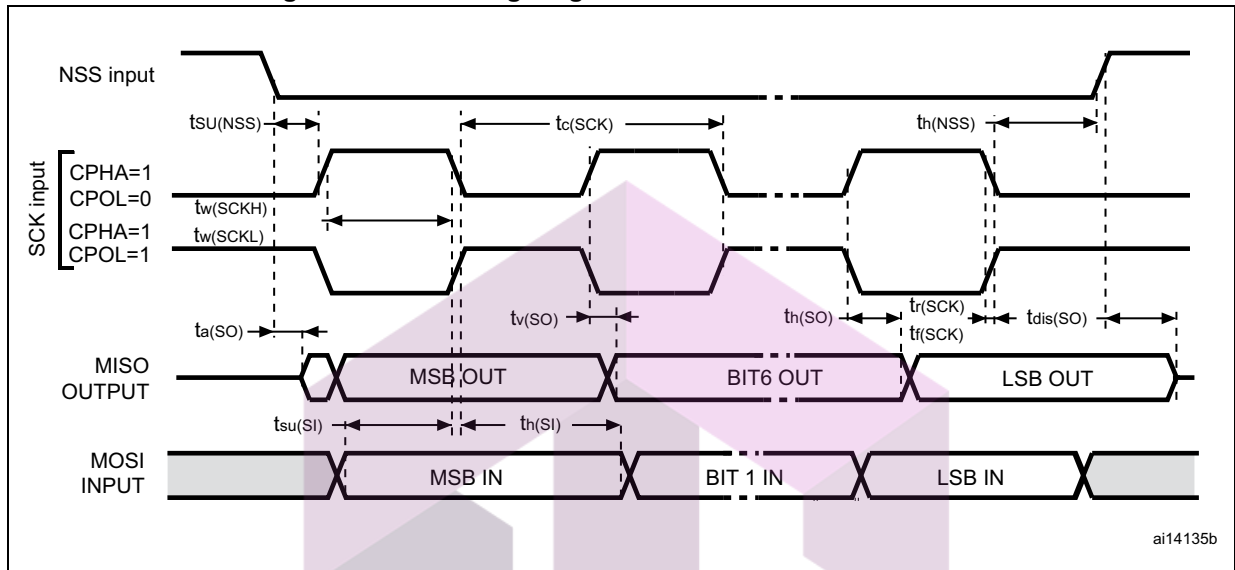 NSS input
tSU(NSS)
tc(SCK)
th(NSS)
SCK input
CPHA=1
CPOL=0
tw(SCKH)
CPHA=1
tw(SCKL)
CPOL=1
ta(SO)
tv(SO)
th(SO)
tr(SCK)
tf(SCK)
tdis(SO)
MISO
OUTPUT
MSB OUT
BIT6 OUT
LSB OUT
tsu(SI)
th(SI)
MOSI
INPUT
MSB IN
BIT 1 IN
LSB IN
ai14135b